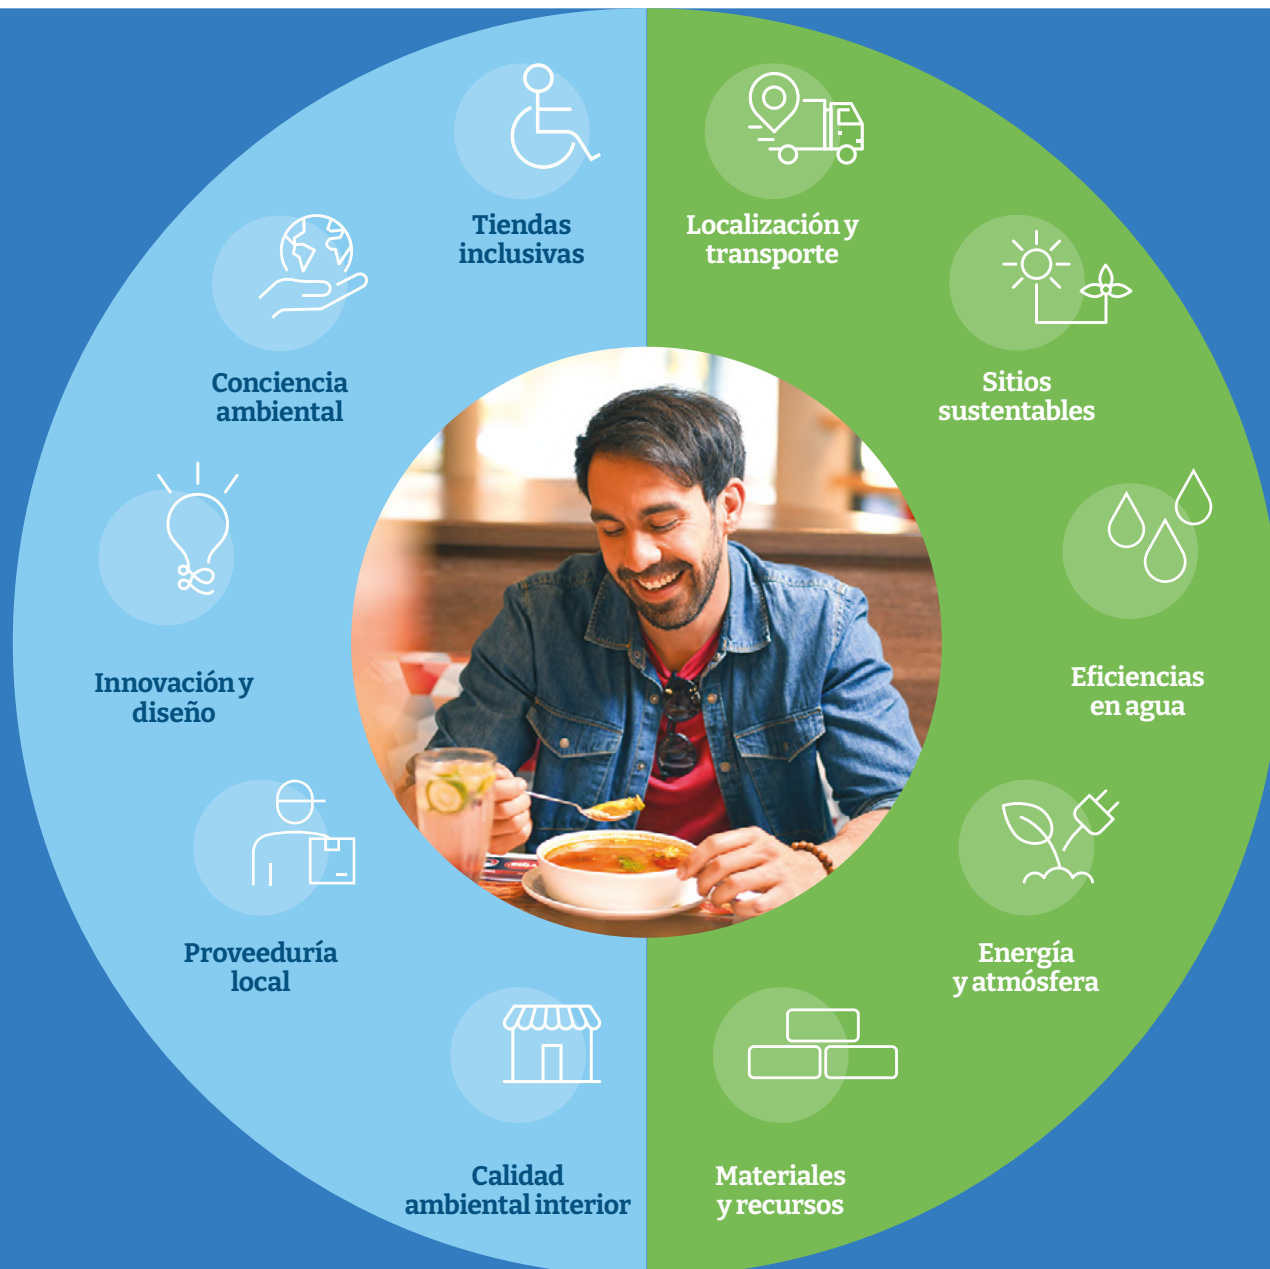 Tiendas
inclusivas
Localización y
transporte
Conciencia
ambiental
Sitios
sustentables
Innovación y
diseño
Eficiencias
en agua
Proveeduría
local
Energía
y atmósfera
Calidad
ambiental interior
Materiales
y recursos